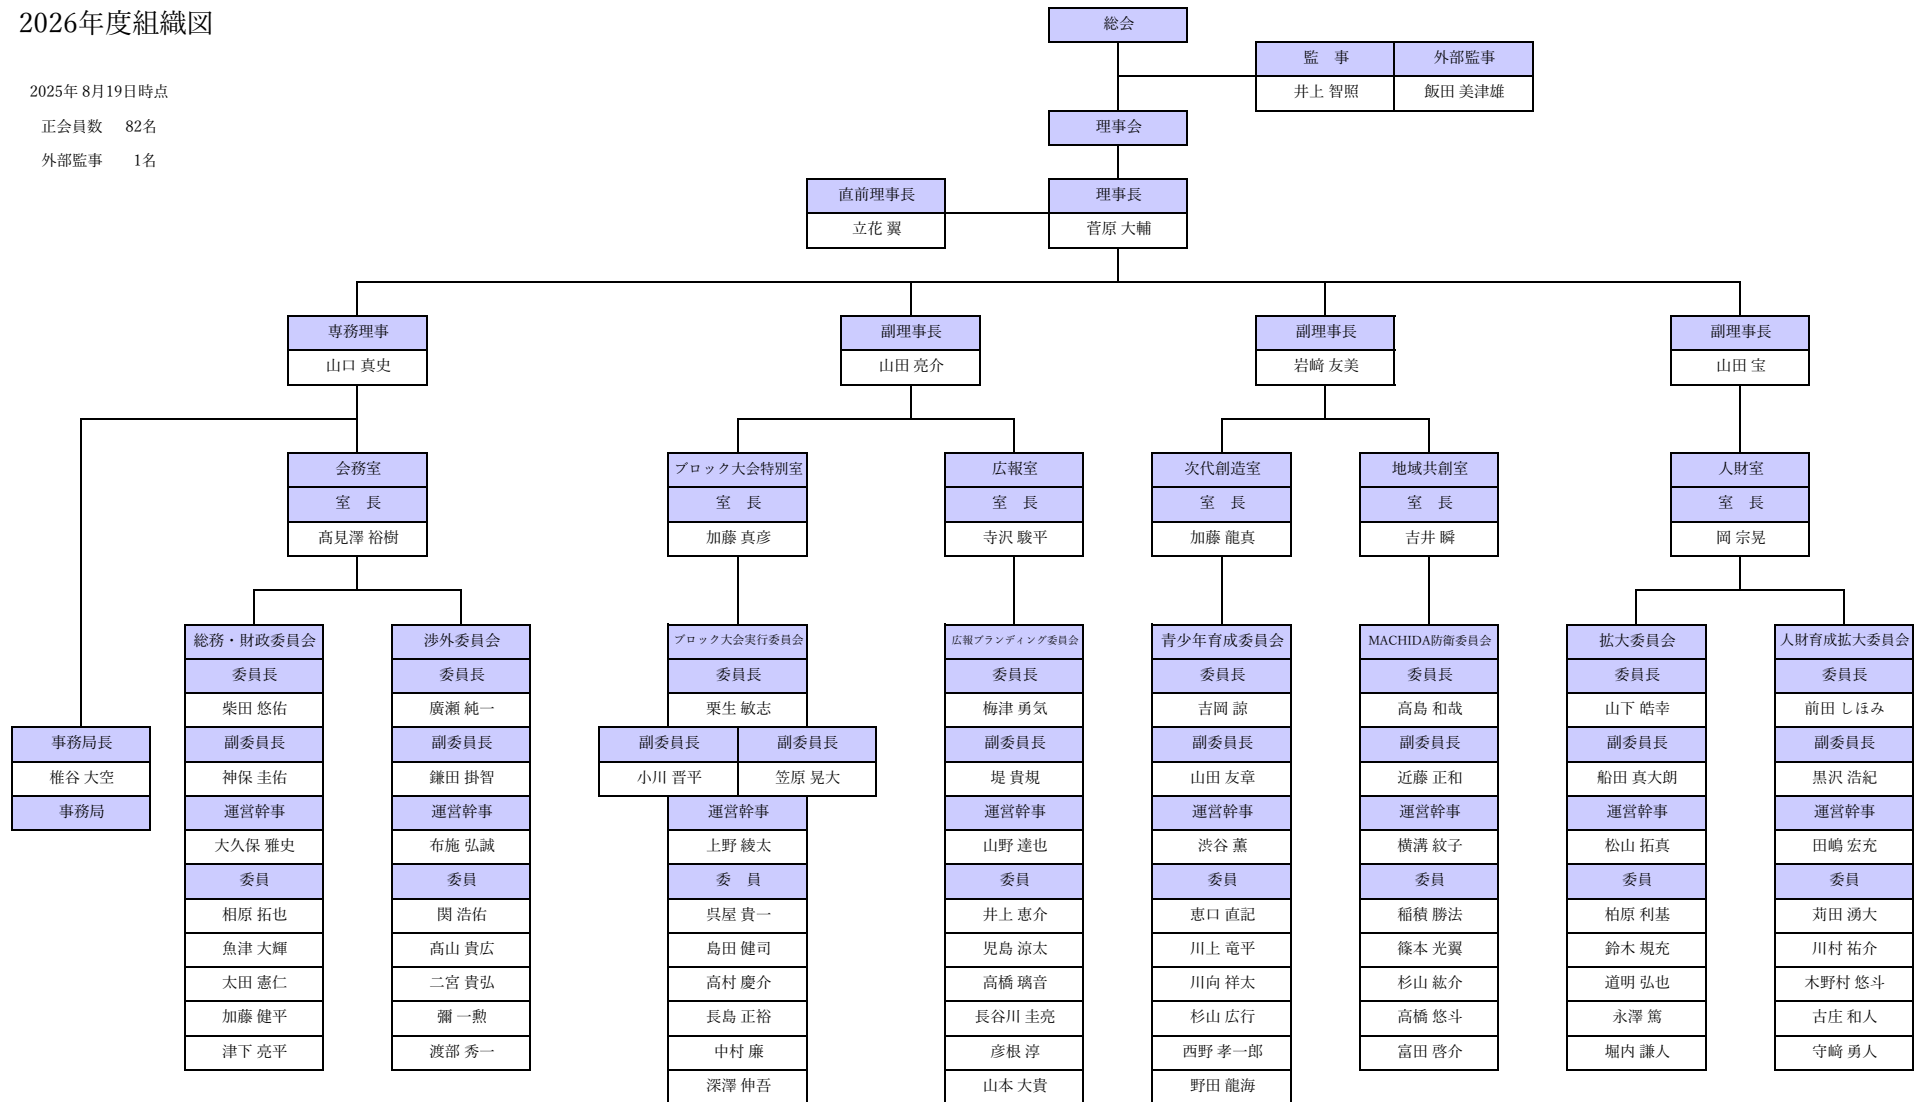 2026年度組織図
2025年 8月19日時点
正会員数 82名
外部監事 1名
総会
監 事 外部監事
井上 智照 飯田 美津雄
理事会
直前理事長 理事長
立花 翼 菅原 大輔
専務理事 副理事長 副理事長 副理事長
山口 真史 山田 亮介 岩﨑 友美 山田 宝
会務室 ブロック大会特別室 広報室 次代創造室 地域共創室 人財室
室 長 室 長 室 長 室 長 室 長 室 長
髙見澤 裕樹 加藤 真彦 寺沢 駿平 加藤 龍真 吉井 瞬 岡 宗晃
総務・財政委員会 渉外委員会 ブロック大会実行委員会 広報ブランディング委員会 青少年育成委員会 MACHIDA防衛委員会 拡大委員会 人財育成拡大委員会
委員長 委員長 委員長 委員長 委員長 委員長 委員長 委員長
柴田 悠佑 廣瀬 純一 栗生 敏志 梅津 勇気 吉岡 諒 高島 和哉 山下 皓幸 前田 しほみ
事務局長 副委員長 副委員長 副委員長 副委員長 副委員長 副委員長 副委員長 副委員長 副委員長
椎谷 大空 神保 圭佑 鎌田 掛智 小川 晋平 笠原 晃大 堤 貴規 山田 友章 近藤 正和 船田 真大朗 黒沢 浩紀
事務局 運営幹事 運営幹事 運営幹事 運営幹事 運営幹事 運営幹事 運営幹事 運営幹事
大久保 雅史 布施 弘誠 上野 綾太 山野 達也 渋谷 薫 横溝 紋子 松山 拓真 田嶋 宏充
委員 委員 委 員 委員 委員 委員 委員 委員
相原 拓也 関 浩佑 呉屋 貴一 井上 恵介 恵口 直記 稲積 勝法 柏原 利基 苅田 湧大
魚津 大輝 髙山 貴広 島田 健司 児島 涼太 川上 竜平 篠本 光翼 鈴木 規充 川村 祐介
太田 憲仁 二宮 貴弘 高村 慶介 高橋 璃音 川向 祥太 杉山 紘介 道明 弘也 木野村 悠斗
加藤 健平 彌 一勲 長島 正裕 長谷川 圭亮 杉山 広行 高橋 悠斗 永澤 篤 古庄 和人
津下 亮平 渡部 秀一 中村 廉 彦根 淳 西野 孝一郎 富田 啓介 堀内 謙人 守﨑 勇人
深澤 伸吾 山本 大貴 野田 龍海